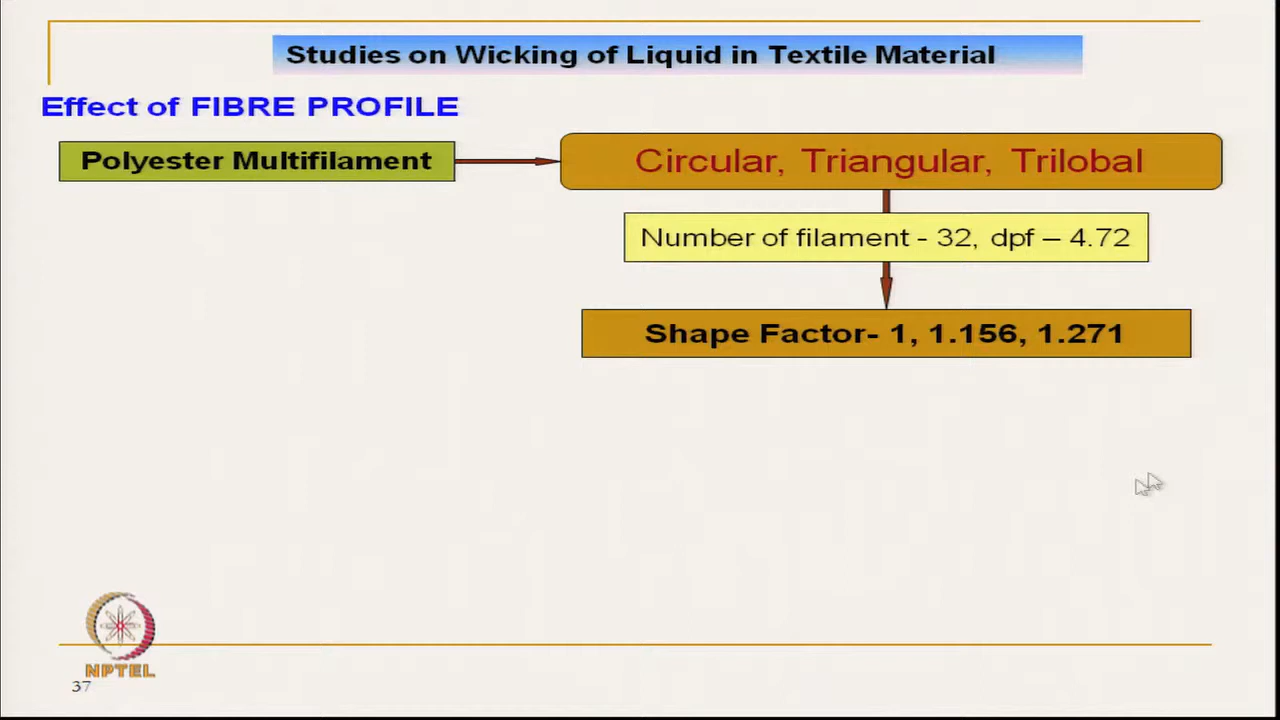 Studies on Wicking of Liquid in Textile Material
Effect of FIBRE PROFILE
Polyester Multifilament
Circular, Triangular, Trilobal
Number of filament - 32, dpf – 4.72
Shape Factor- 1, 1.156, 1.271
NPTEL
37